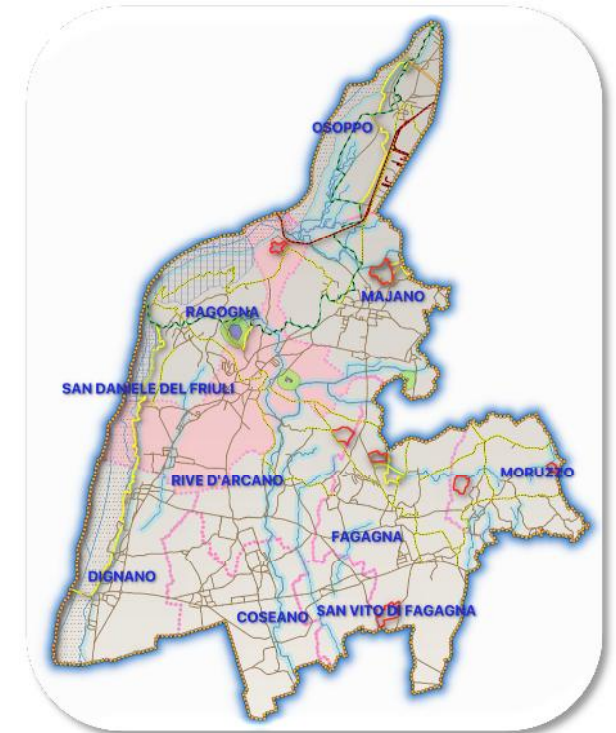 OSOPPO
MAJANO
RAGOGNA
SAN DANIELE DEL FRIULI
RIVE D'ARCANO
MORUZZO
FAGAGNA
DIGNANO
COSEANO
SAN VITO DI FAGAGNA